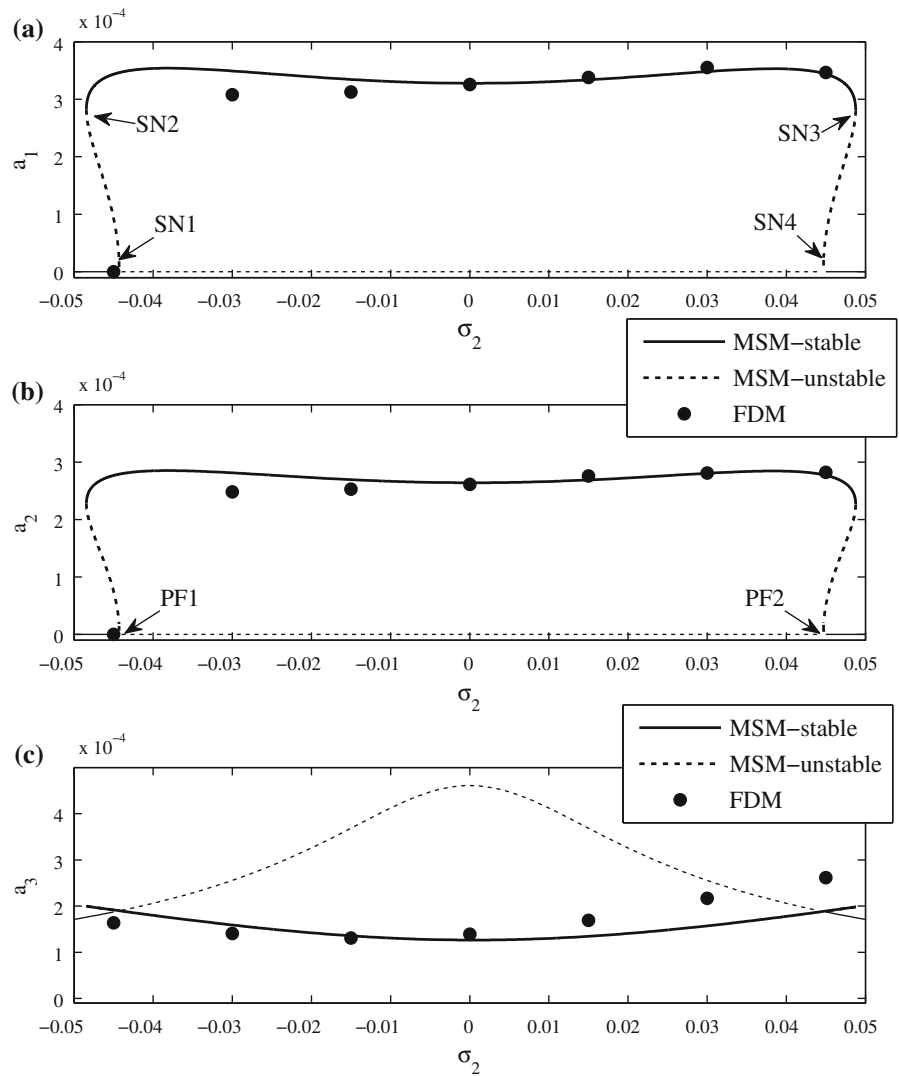 (a)
x 10⁻⁴
4
3
2
1
0
a₁
SN2
SN3
SN1
SN4
−0.05 −0.04 −0.03 −0.02 −0.01 0 0.01 0.02 0.03 0.04 0.05
σ₂
MSM−stable
MSM−unstable
FDM
(b)
x 10⁻⁴
4
3
2
1
0
a₂
PF1
PF2
−0.05 −0.04 −0.03 −0.02 −0.01 0 0.01 0.02 0.03 0.04 0.05
σ₂
MSM−stable
MSM−unstable
FDM
(c)
x 10⁻⁴
4
3
2
1
0
a₃
−0.05 −0.04 −0.03 −0.02 −0.01 0 0.01 0.02 0.03 0.04 0.05
σ₂